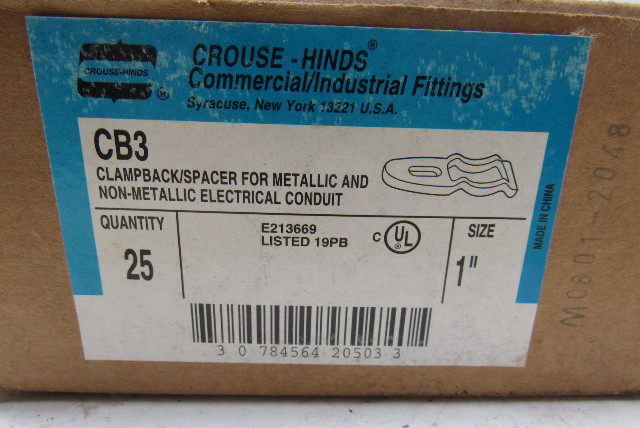 CROUSE-HINDS ®
CROUSE-HINDS®
Commercial/Industrial Fittings
Syracuse, New York 13221 U.S.A.
CB3
CLAMPBACK/SPACER FOR METALLIC AND
NON-METALLIC ELECTRICAL CONDUIT
QUANTITY
25
E213669
LISTED 19PB
C UL ®
SIZE
1"
3 0 784564 20503 3
MADE IN CHINA
M0801-2048